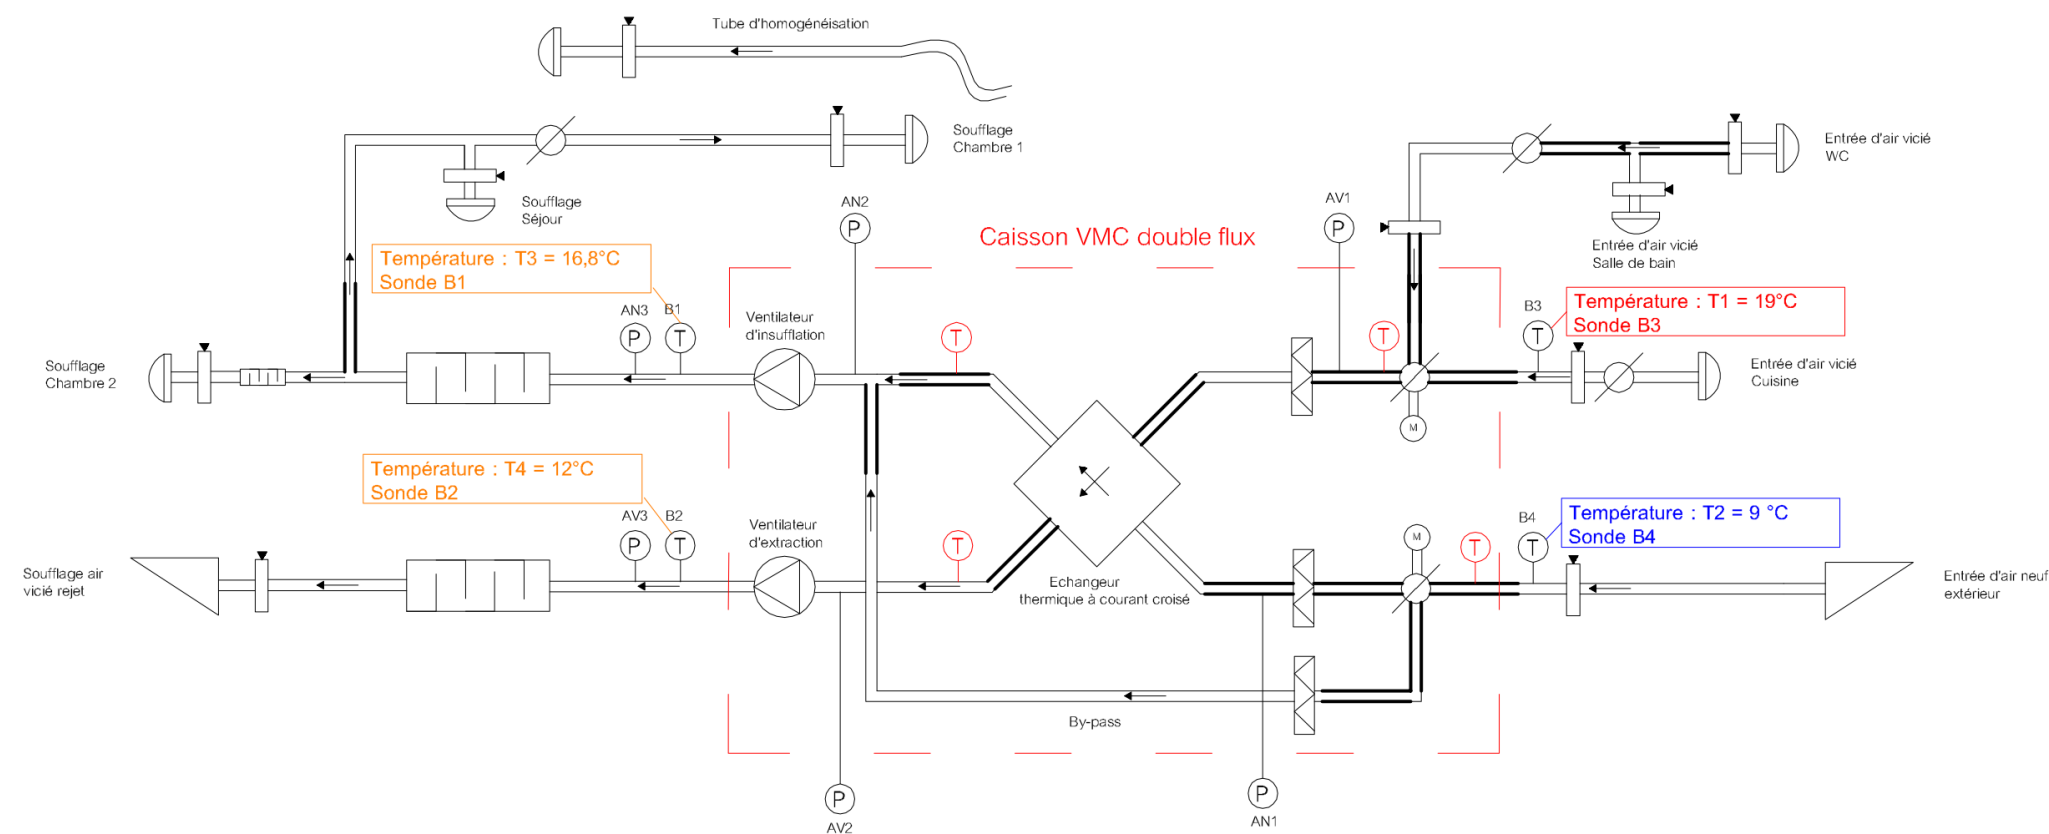 Tube d'homogénéisation
Soufflage
Chambre 1
Entrée d'air vicié
WC
Soufflage
Séjour
AN2
P
AV1
P
Entrée d'air vicié
Salle de bain
Caisson VMC double flux
Température : T3 = 16,8°C
Sonde B1
AN3
P
B1
T
Ventilateur
d'insufflation
T
T
B3
T
Température : T1 = 19°C
Sonde B3
Soufflage
Chambre 2
Entrée d'air vicié
Cuisine
M
Température : T4 = 12°C
Sonde B2
AV3
P
B2
T
Ventilateur
d'extraction
T
M
T
B4
T
Température : T2 = 9 °C
Sonde B4
Soufflage air
vicié rejet
Echangeur
thermique à courant croisé
Entrée d'air neuf
extérieur
By-pass
P
AV2
P
AN1